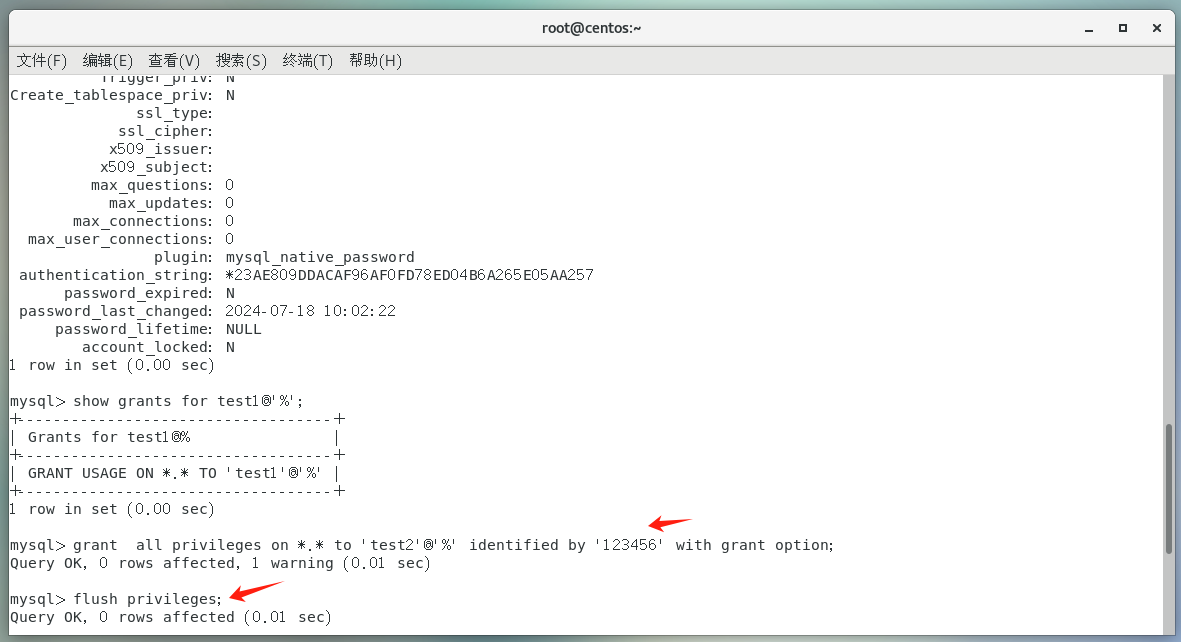 root@centos:~
文件(F) 编辑(E) 查看(V) 搜索(S) 终端(T) 帮助(H)
Trigger_priv: N
Create_tablespace_priv: N
ssl_type:
ssl_cipher:
x509_issuer:
x509_subject:
max_questions: 0
max_updates: 0
max_connections: 0
max_user_connections: 0
plugin: mysql_native_password
authentication_string: *23AE809DDACAF96AF0FD78ED04B6A265E05AA257
password_expired: N
password_last_changed: 2024-07-18 10:02:22
password_lifetime: NULL
account_locked: N
1 row in set (0.00 sec)
mysql> show grants for test1@'%';
+-----------------------------------+
| Grants for test1@% |
+-----------------------------------+
| GRANT USAGE ON *.* TO 'test1'@'%' |
+-----------------------------------+
1 row in set (0.00 sec)
mysql> grant  all privileges on *.* to 'test2'@'%' identified by '123456' with grant option;
Query OK, 0 rows affected, 1 warning (0.01 sec)
mysql> flush privileges;
Query OK, 0 rows affected (0.01 sec)